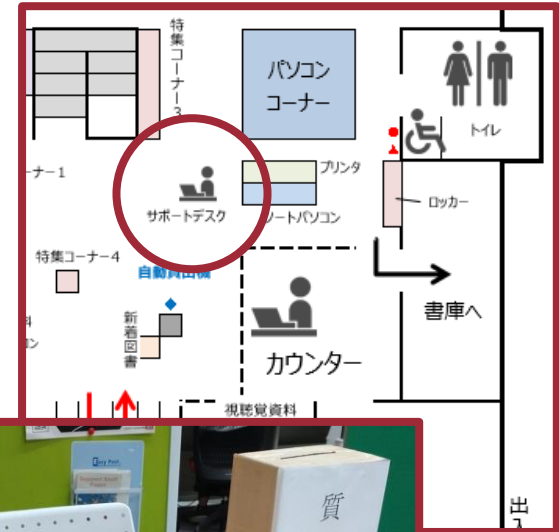 特集コーナー3
パソコン
コーナー
トイレ
ーナー1
プリンタ
サポートデスク
ノートパソコン
ロッカー
特集コーナー4
自動貸出機
書庫へ
新着図書
カウンター
視聴覚資料
質
出